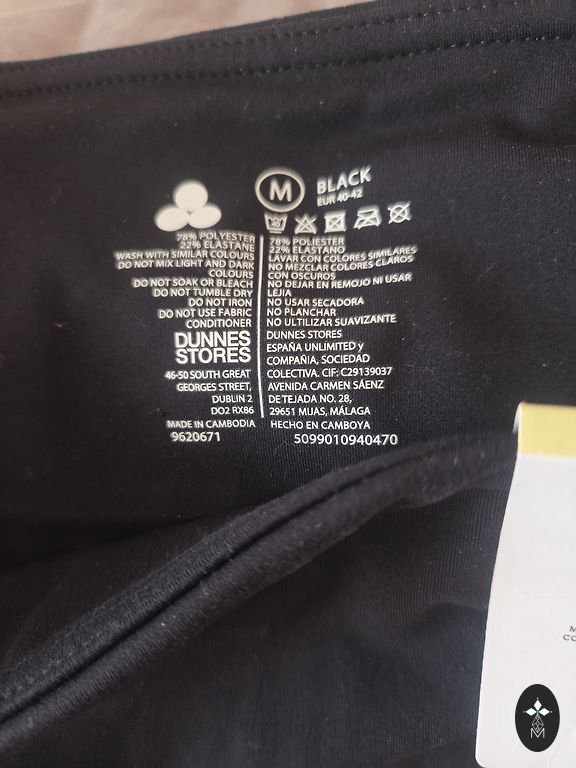 M
BLACK
EUR 40-42
40
78% POLYESTER
22% ELASTANE
WASH WITH SIMILAR COLOURS
DO NOT MIX LIGHT AND DARK
COLOURS
DO NOT SOAK OR BLEACH
DO NOT TUMBLE DRY
DO NOT IRON
DO NOT USE FABRIC
CONDITIONER
DUNNES
STORES
46-50 SOUTH GREAT
GEORGES STREET,
DUBLIN 2
DO2 RX86
MADE IN CAMBODIA
9620671
78% POLIESTER
22% ELASTANO
LAVAR CON COLORES SIMILARES
NO MEZCLAR COLORES CLAROS
CON OSCUROS
NO DEJAR EN REMOJO NI USAR
LEJIA
NO USAR SECADORA
NO PLANCHAR
NO ULTILIZAR SUAVIZANTE
DUNNES STORES
ESPAÑA UNLIMITED y
COMPAÑIA, SOCIEDAD
COLECTIVA. CIF: C29139037
AVENIDA CARMEN SÁENZ
DE TEJADA NO. 28,
29651 MIJAS, MÁLAGA
HECHO EN CAMBOYA
5099010940470
M